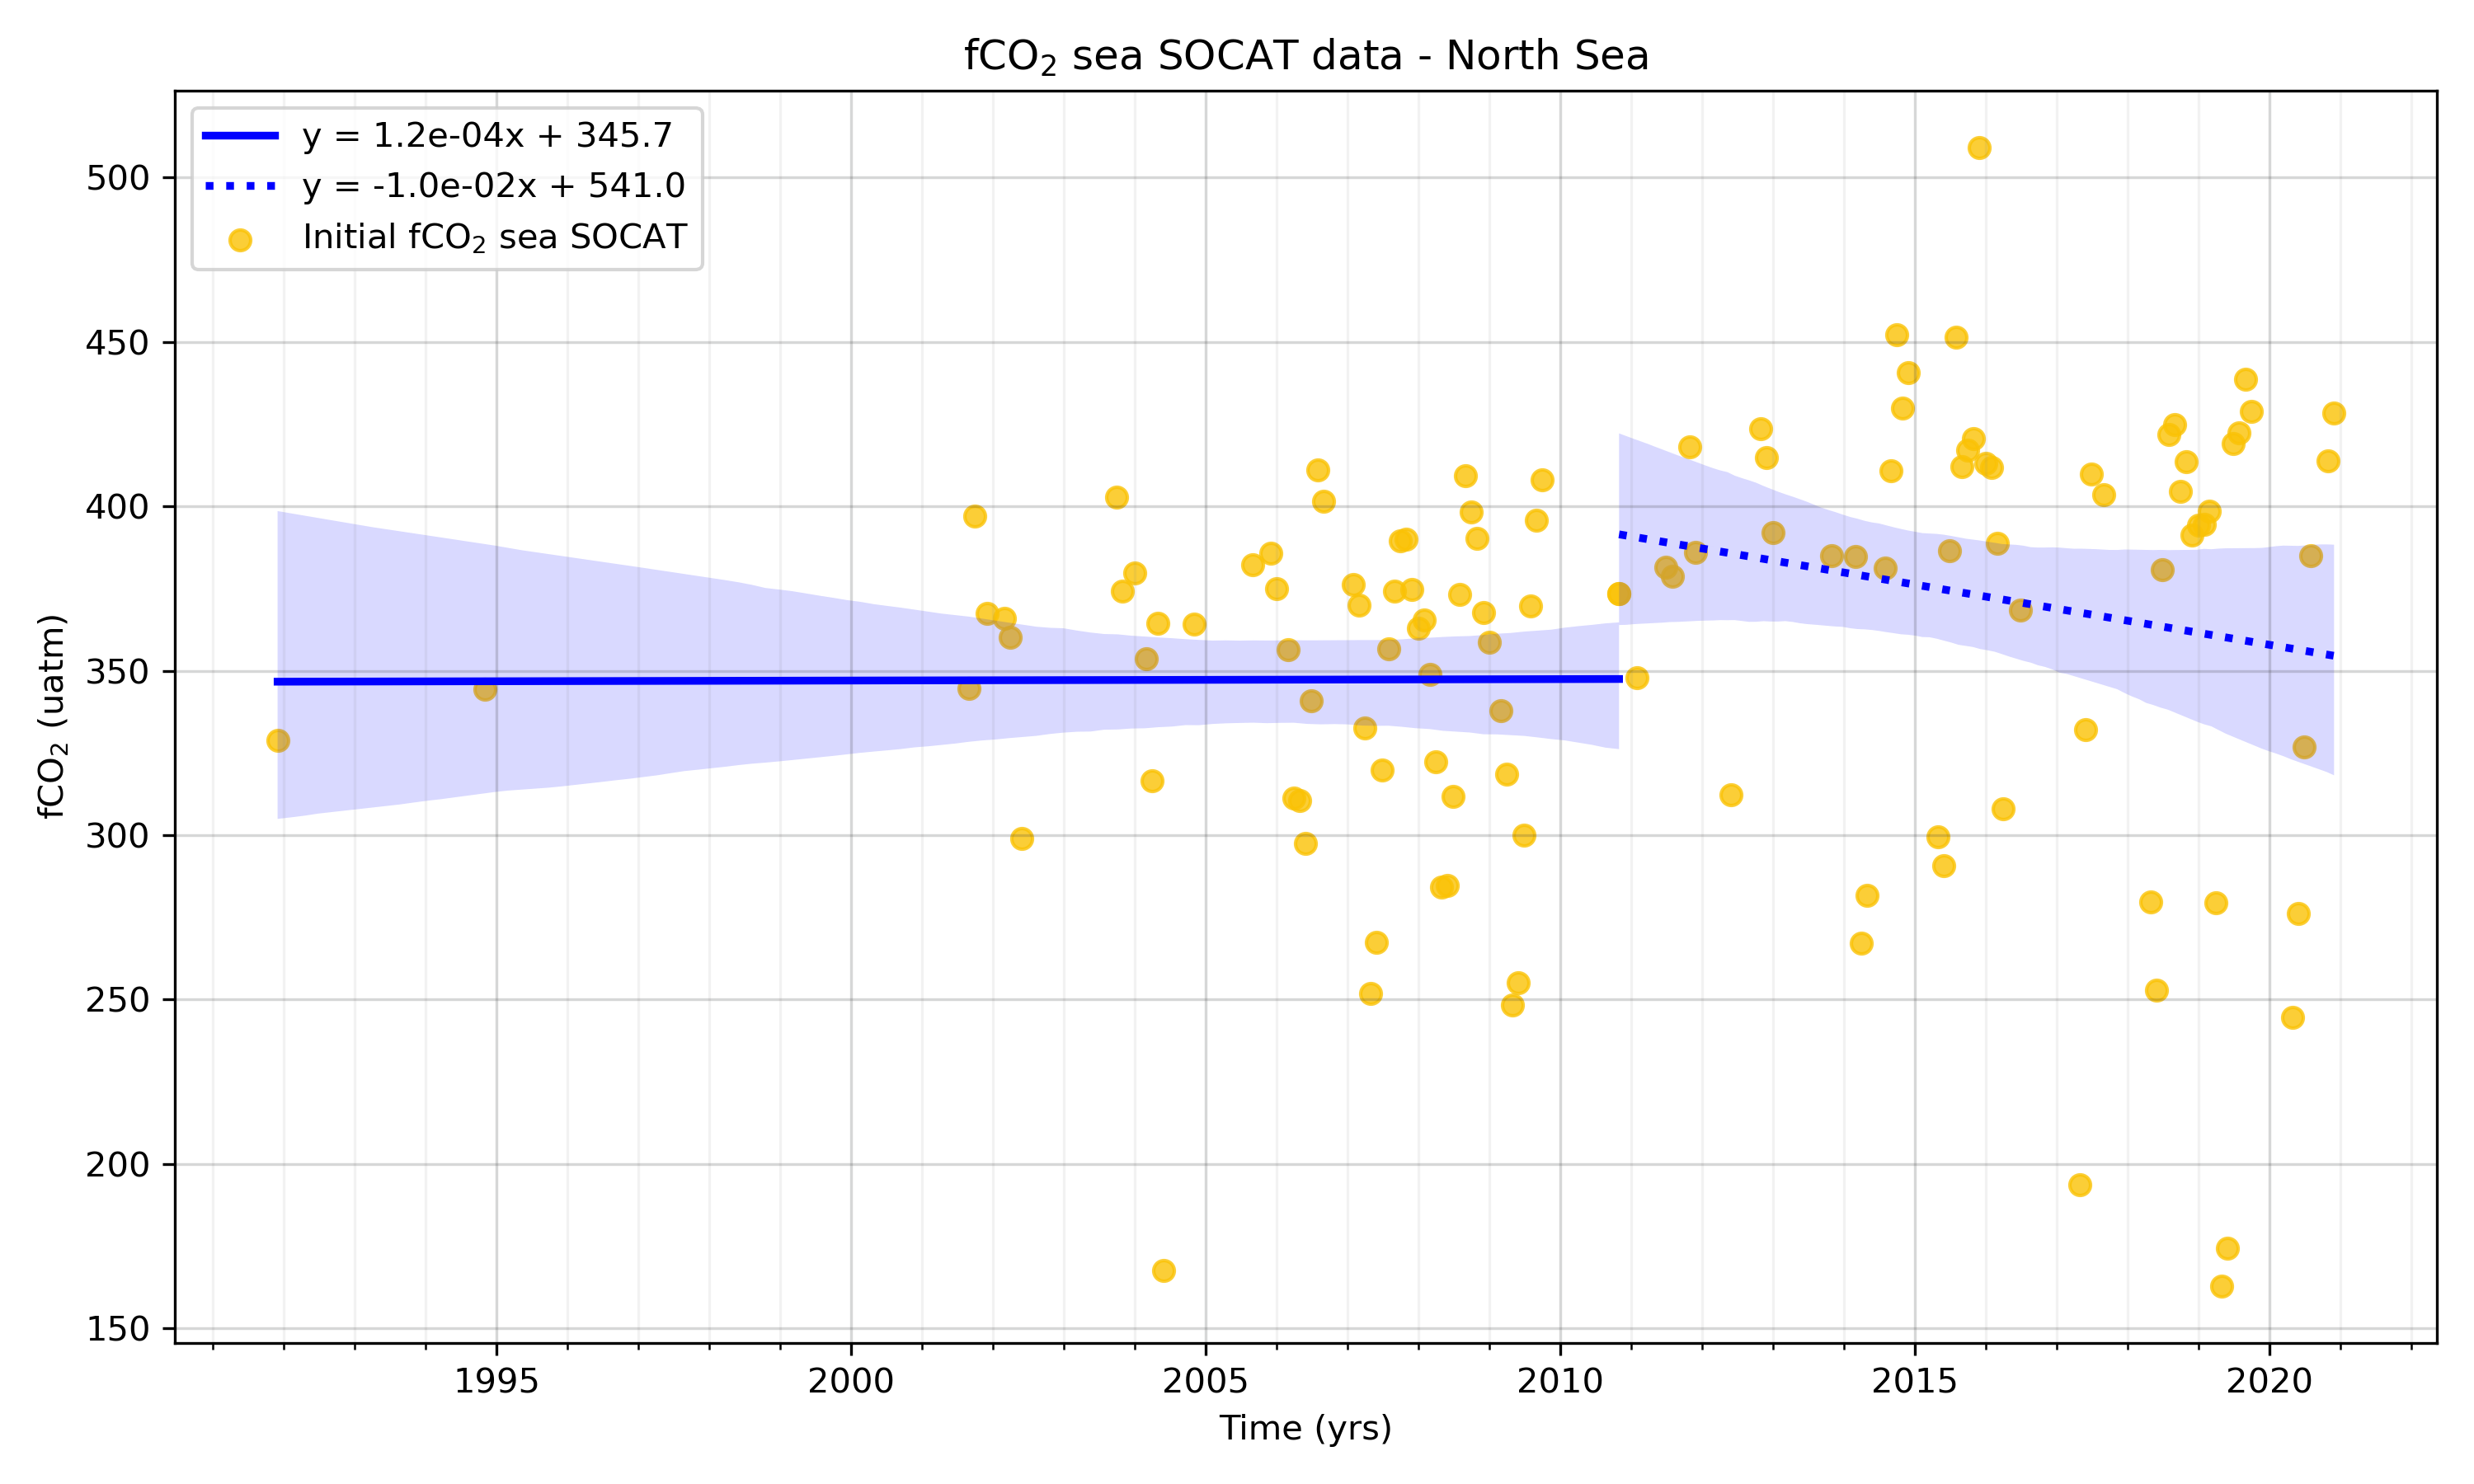 fCO₂ sea SOCAT data - North Sea
y = 1.2e-04x + 345.7
y = -1.0e-02x + 541.0
Initial fCO₂ sea SOCAT
fCO₂ (uatm)
500
450
400
350
300
250
200
150
1995 2000 2005 2010 2015 2020
Time (yrs)